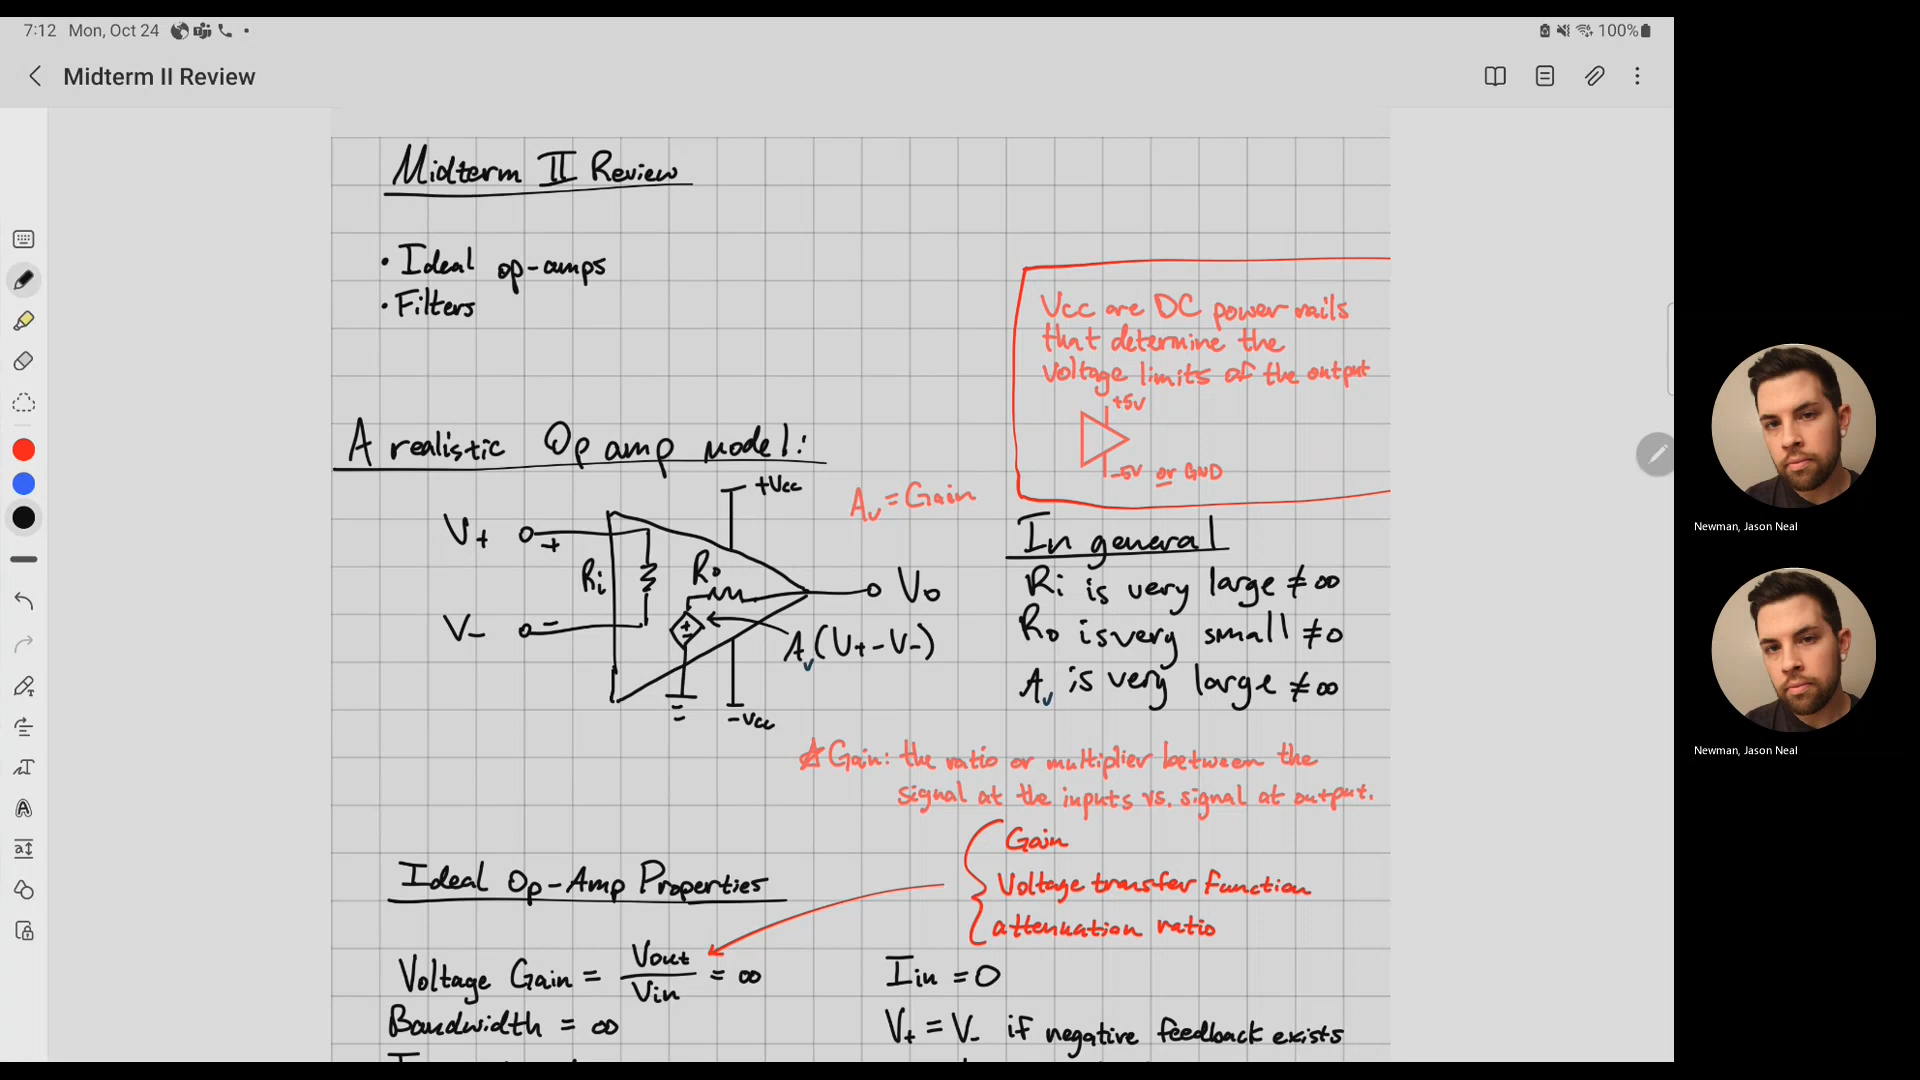 7:12 Mon, Oct 24
100%
Midterm II Review
Midterm II Review
• Ideal op-amps
• Filters
Vcc are DC power rails
that determine the
voltage limits of the output
+5V
-5V or GND
A realistic Op amp model:
+Vcc
Av = Gain
V+
+
Ri
Ro
Vo
V-
-
Av(V+-V-)
-Vcc
In general
Ri is very large ≠ ∞
Ro is very small ≠ 0
Av is very large ≠ ∞
Gain: the ratio or multiplier between the
signal at the inputs vs. signal at output.
Gain
Voltage transfer function
attenuation ratio
Ideal Op-Amp Properties
Voltage Gain = Vout/Vin = ∞
Bandwidth = ∞
Iin = 0
V+ = V- if negative feedback exists
Newman, Jason Neal
Newman, Jason Neal